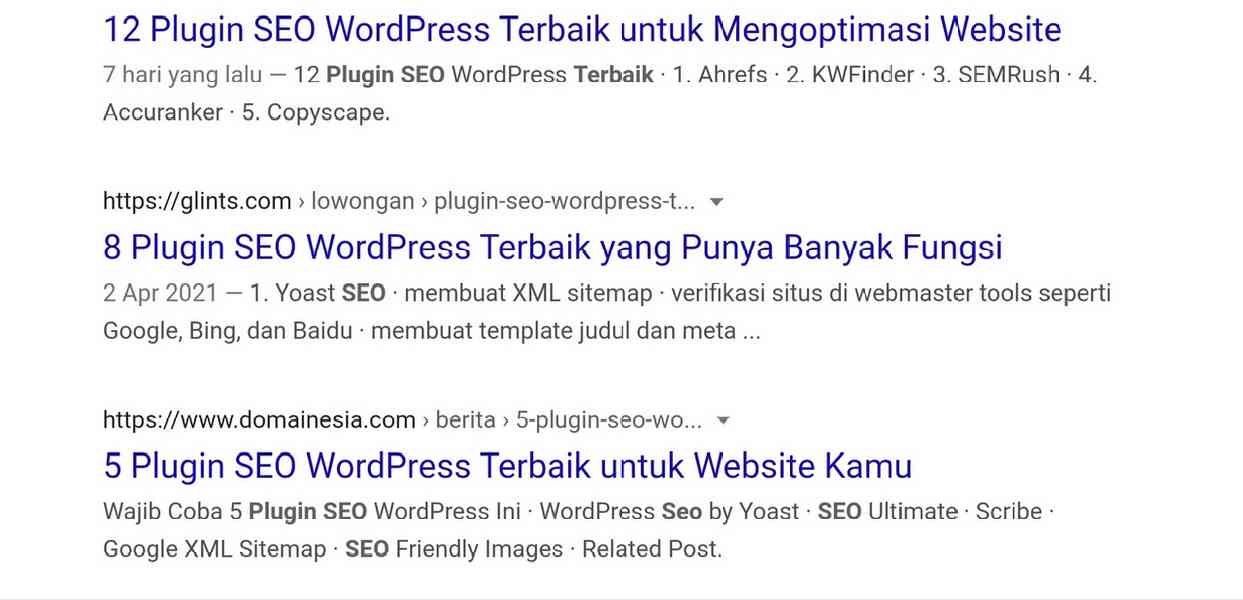 12 Plugin SEO WordPress Terbaik untuk Mengoptimasi Website
7 hari yang lalu — 12 Plugin SEO WordPress Terbaik · 1. Ahrefs · 2. KWFinder · 3. SEMRush · 4.
Accuranker · 5. Copyscape.
https://glints.com › lowongan › plugin-seo-wordpress-t...
8 Plugin SEO WordPress Terbaik yang Punya Banyak Fungsi
2 Apr 2021 — 1. Yoast SEO · membuat XML sitemap · verifikasi situs di webmaster tools seperti
Google, Bing, dan Baidu · membuat template judul dan meta ...
https://www.domainesia.com › berita › 5-plugin-seo-wo...
5 Plugin SEO WordPress Terbaik untuk Website Kamu
Wajib Coba 5 Plugin SEO WordPress Ini · WordPress Seo by Yoast · SEO Ultimate · Scribe ·
Google XML Sitemap · SEO Friendly Images · Related Post.